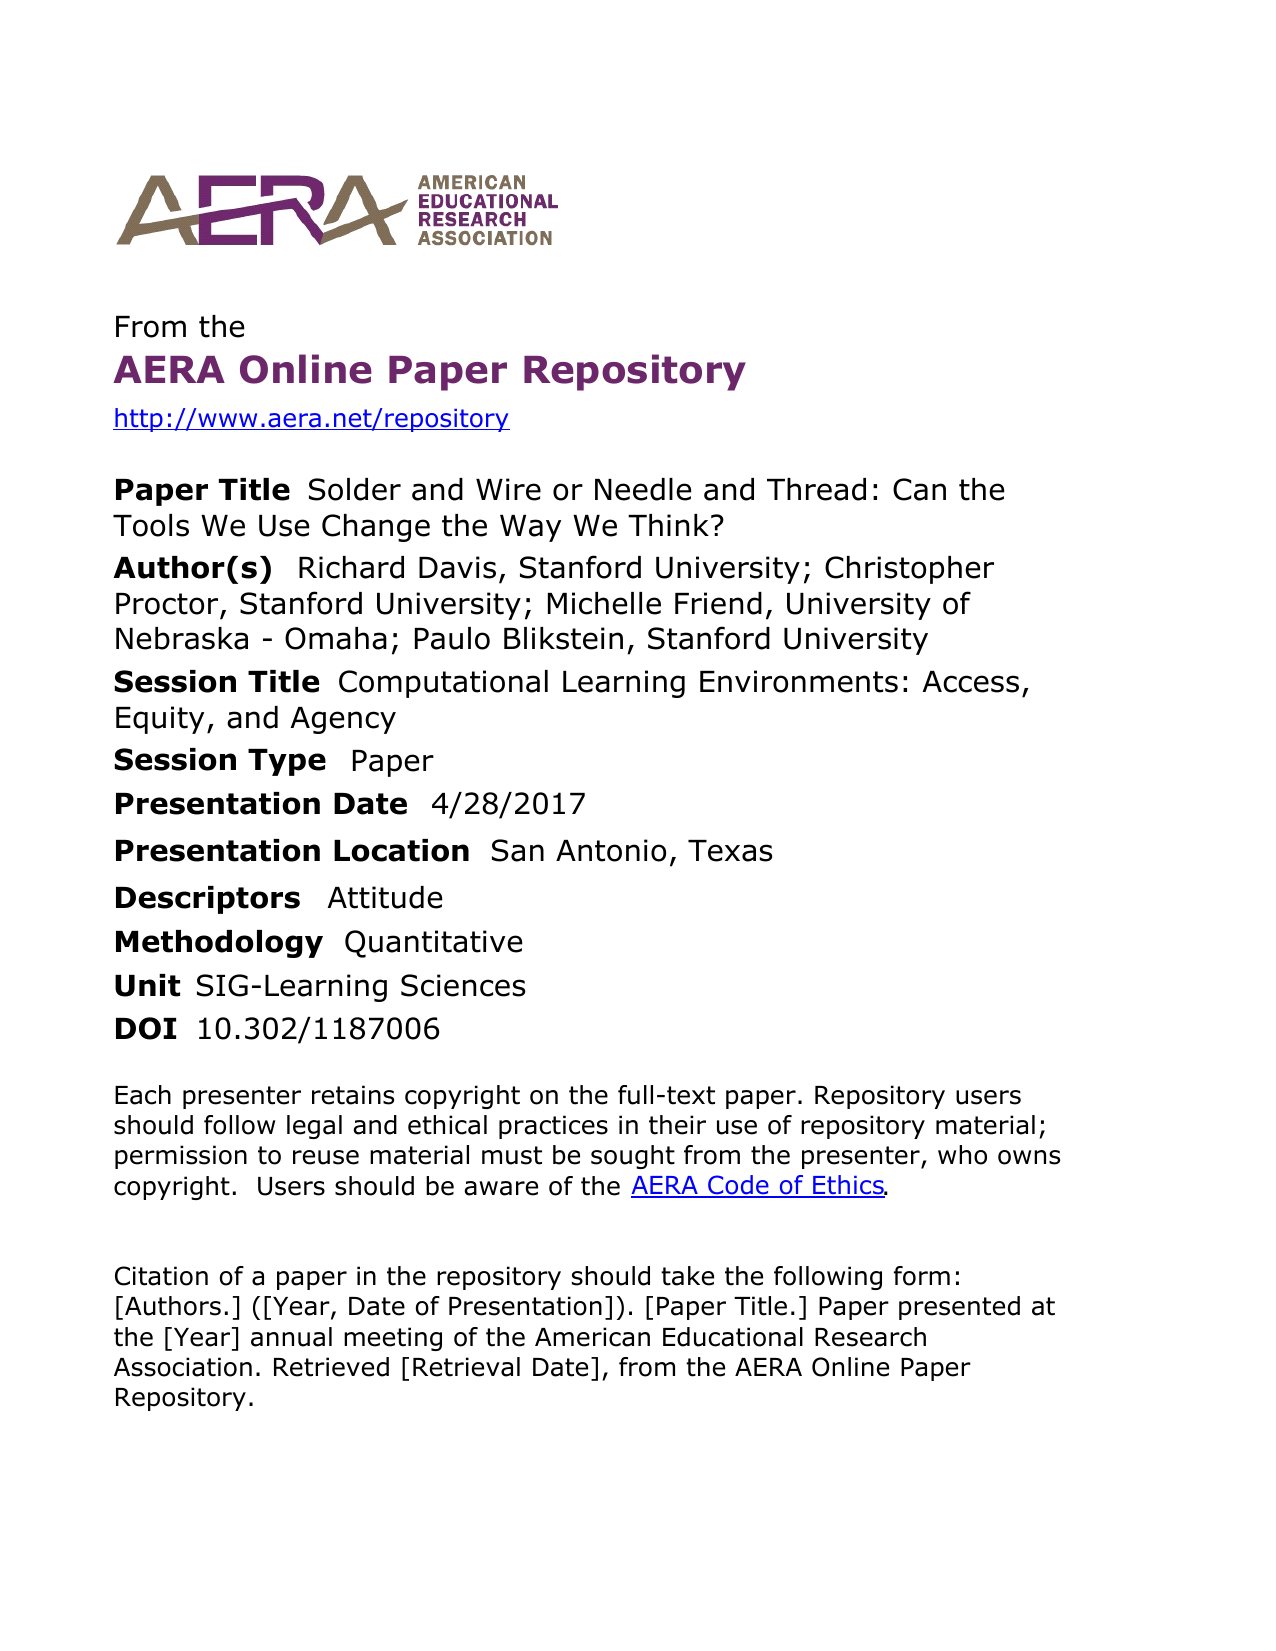 AERA
AMERICAN
EDUCATIONAL
RESEARCH
ASSOCIATION
From the
AERA Online Paper Repository
http://www.aera.net/repository
Paper Title Solder and Wire or Needle and Thread: Can the
Tools We Use Change the Way We Think?
Author(s) Richard Davis, Stanford University; Christopher
Proctor, Stanford University; Michelle Friend, University of
Nebraska - Omaha; Paulo Blikstein, Stanford University
Session Title Computational Learning Environments: Access,
Equity, and Agency
Session Type Paper
Presentation Date 4/28/2017
Presentation Location San Antonio, Texas
Descriptors Attitude
Methodology Quantitative
Unit SIG-Learning Sciences
DOI 10.302/1187006
Each presenter retains copyright on the full-text paper. Repository users
should follow legal and ethical practices in their use of repository material;
permission to reuse material must be sought from the presenter, who owns
copyright. Users should be aware of the AERA Code of Ethics.
Citation of a paper in the repository should take the following form:
[Authors.] ([Year, Date of Presentation]). [Paper Title.] Paper presented at
the [Year] annual meeting of the American Educational Research
Association. Retrieved [Retrieval Date], from the AERA Online Paper
Repository.